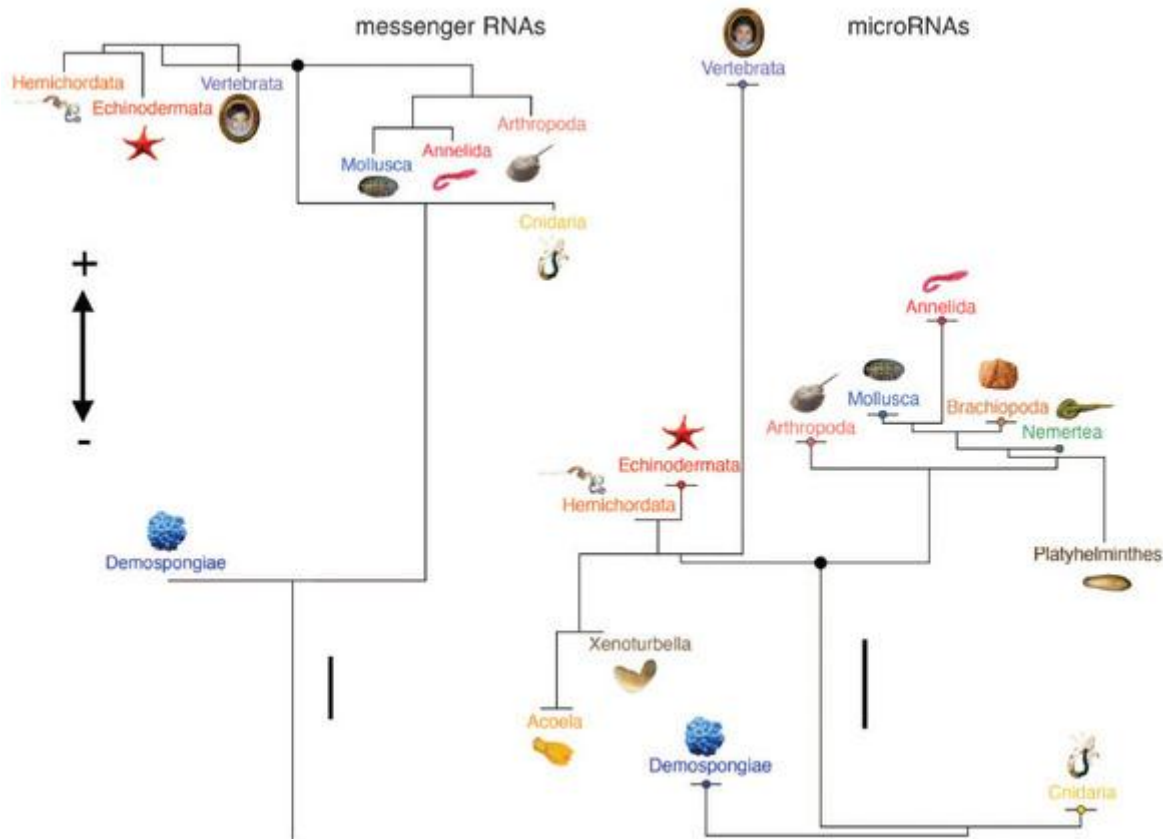 messenger RNAs
Hemichordata
Echinodermata
Vertebrata
Arthropoda
Annelida
Mollusca
Cnidaria
+
-
Demospongiae
microRNAs
Vertebrata
Annelida
Mollusca
Brachiopoda
Arthropoda
Nemertea
Echinodermata
Hemichordata
Platyhelminthes
Xenoturbella
Acoela
Demospongiae
Cnidaria